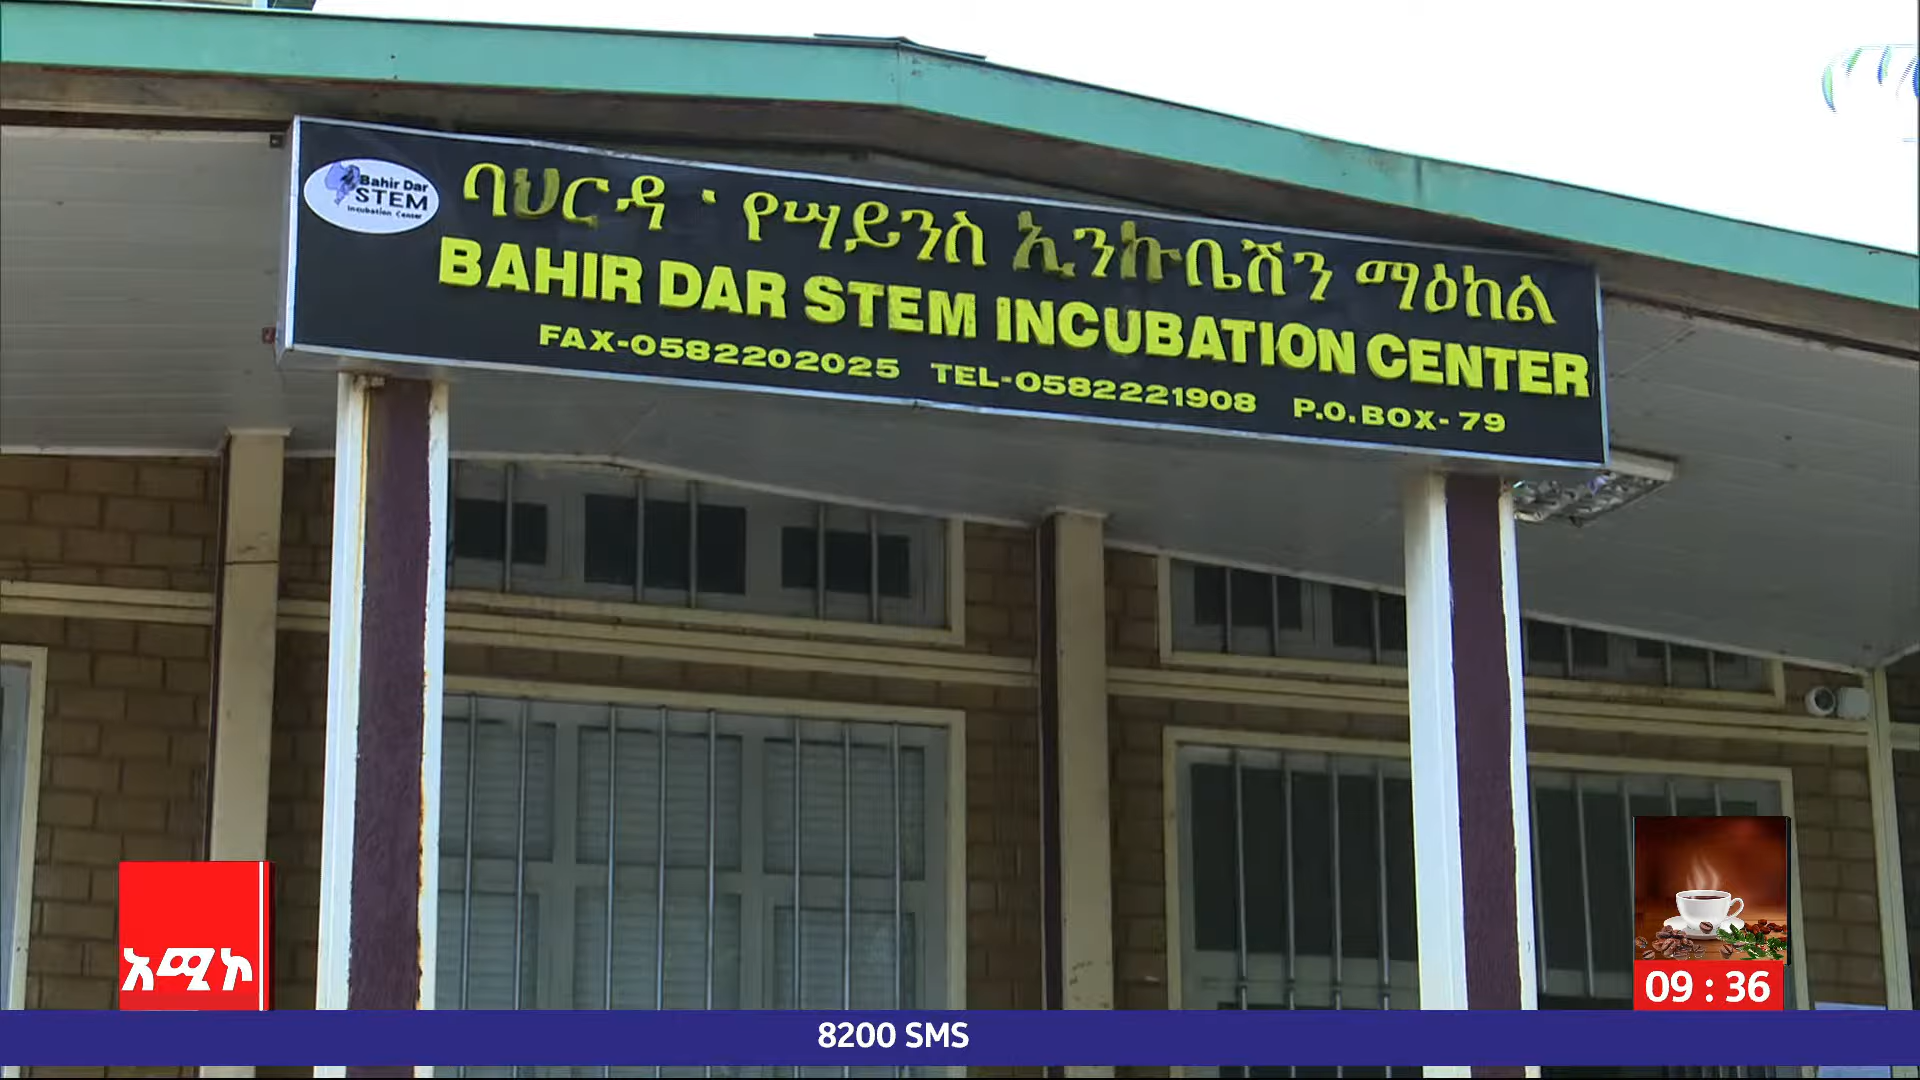 Bahir Dar
STEM
Incubation Center
ባህርዳ ' የሣይንስ ኢንኩቤሽን ማዕከል
BAHIR DAR STEM INCUBATION CENTER
FAX-0582202025 TEL-0582221908 P.O.BOX- 79
አሚኮ
09 : 36
8200 SMS